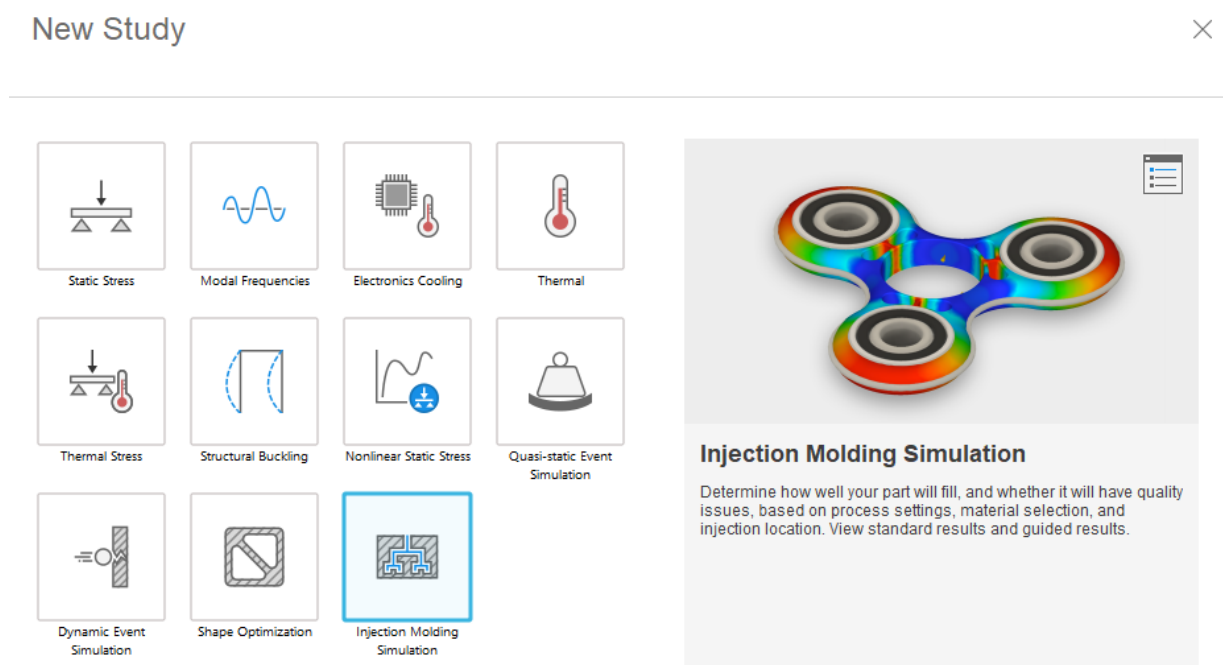 New Study
Static Stress
Modal Frequencies
Electronics Cooling
Thermal
Thermal Stress
Structural Buckling
Nonlinear Static Stress
Quasi-static Event
Simulation
Dynamic Event
Simulation
Shape Optimization
Injection Molding
Simulation
Injection Molding Simulation
Determine how well your part will fill, and whether it will have quality
issues, based on process settings, material selection, and
injection location. View standard results and guided results.